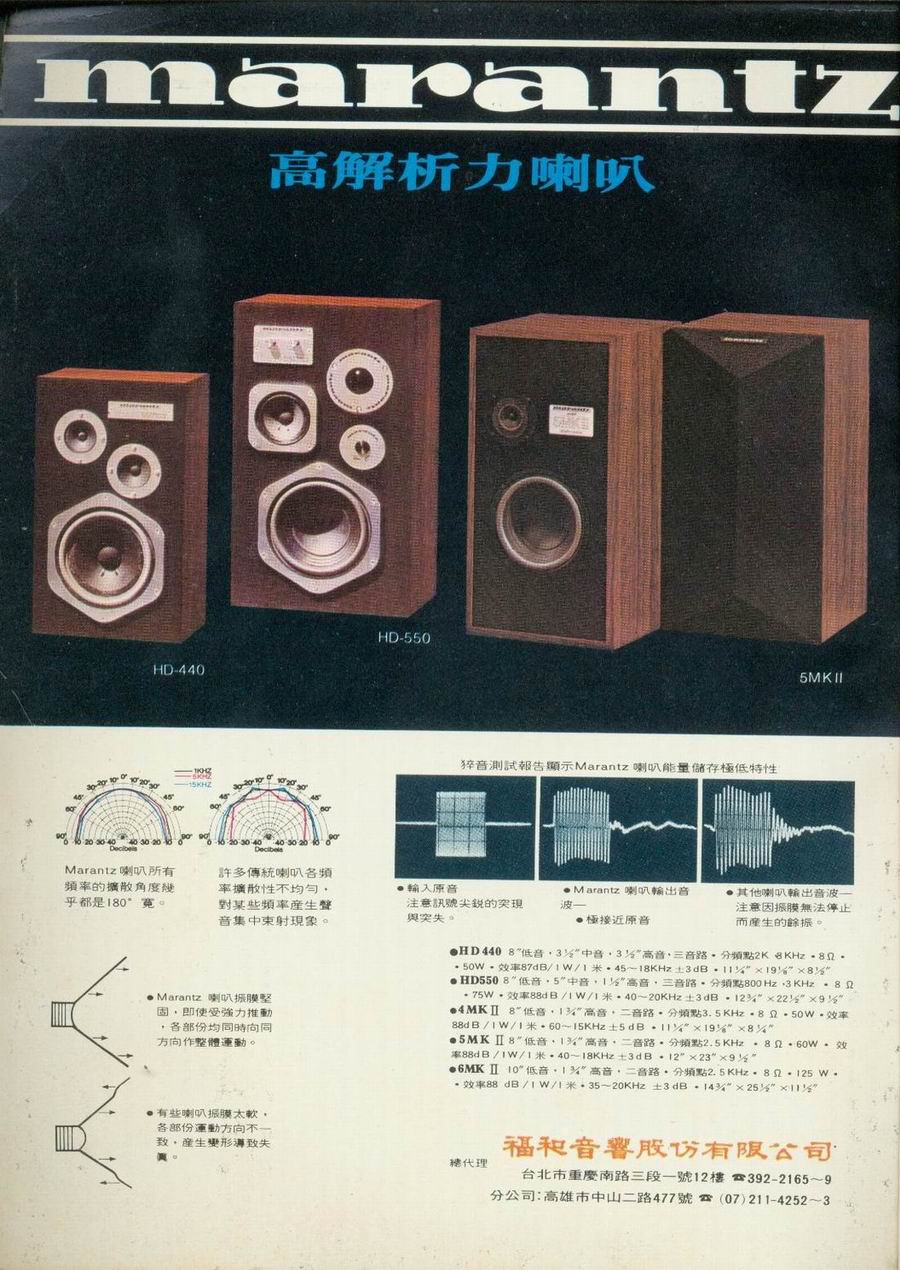 marantz
高解析力喇叭
marantz
marantz
marantz
marantz
marantz
HD-440
HD-550
5MKII
1KHZ
5KHZ
15KHZ
Decibels
Decibels
Marantz 喇叭所有
頻率的擴散角度幾
乎都是180° 寬。
許多傳統喇叭各頻
率擴散性不均勻,
對某些頻率産生聲
音集中束射現象。
猝音測試報告顯示Marantz 喇叭能量儲存極低特性
●輸入原音
注意訊號尖銳的突現
與突失。
●Marantz 喇叭輸出音
波—
●極接近原音
●其他喇叭輸出音波—
注意因振膜無法停止
而産生的餘振。
●Marantz 喇叭振膜堅
固,即使受強力推動
,各部份均同時向同
方向作整體運動。
●有些喇叭振膜太軟,
各部份運動方向不一
致,産生變形導致失
眞。
●HD440 8″低音・3½″中音・3½″高音・三音路・分頻點2K・8KHz・8Ω・
・50W・效率87dB/1W/1米・45~18KHz ±3dB・11¼″×19⅛″×8½″
●HD550 8″低音・5″中音・1½″高音・三音路・分頻點800Hz・3KHz・8Ω
・75W・效率88dB/1W/1米・40~20KHz ±3dB・12¾″×22½″×9½″
●4MKⅡ 8″低音・1¾″高音・二音路・分頻點3.5KHz・8Ω・50W・效率
88dB/1W/1米・60~15KHz ±5dB・11¼″×19⅛″×8¼″
●5MKⅡ 8″低音・1¾″高音・二音路・分頻點2.5KHz・8Ω・60W・效
率88dB/1W/1米・40~18KHz ±3dB・12″×23″×9½″
●6MKⅡ 10″低音・1¾″高音・二音路・分頻點2.5KHz・8Ω・125W・
・效率88dB/1W/1米・35~20KHz ±3dB・14¾″×25½″×11½″
總代理 福和音響股份有限公司
台北市重慶南路三段一號12樓 ☎392-2165~9
分公司:高雄市中山二路477號 ☎(07)211-4252~3